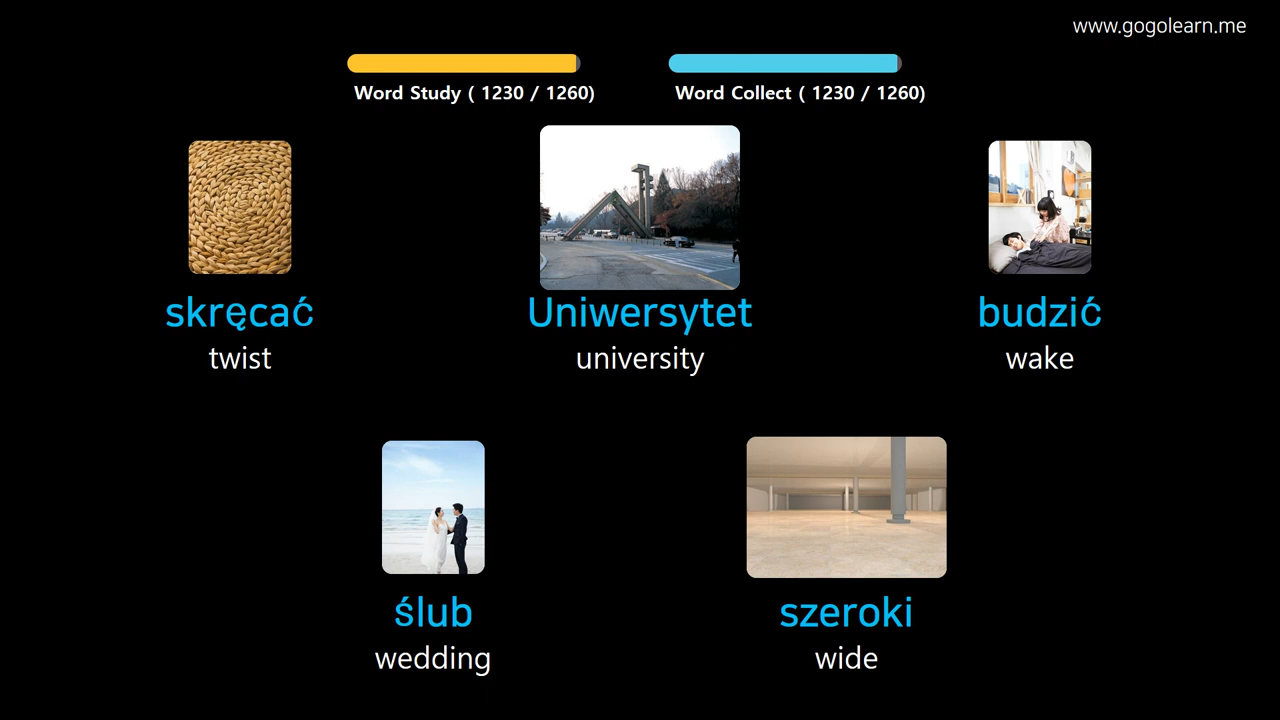 www.gogolearn.me
Word Study ( 1230 / 1260)
Word Collect ( 1230 / 1260)
skręcać
twist
Uniwersytet
university
budzić
wake
ślub
wedding
szeroki
wide